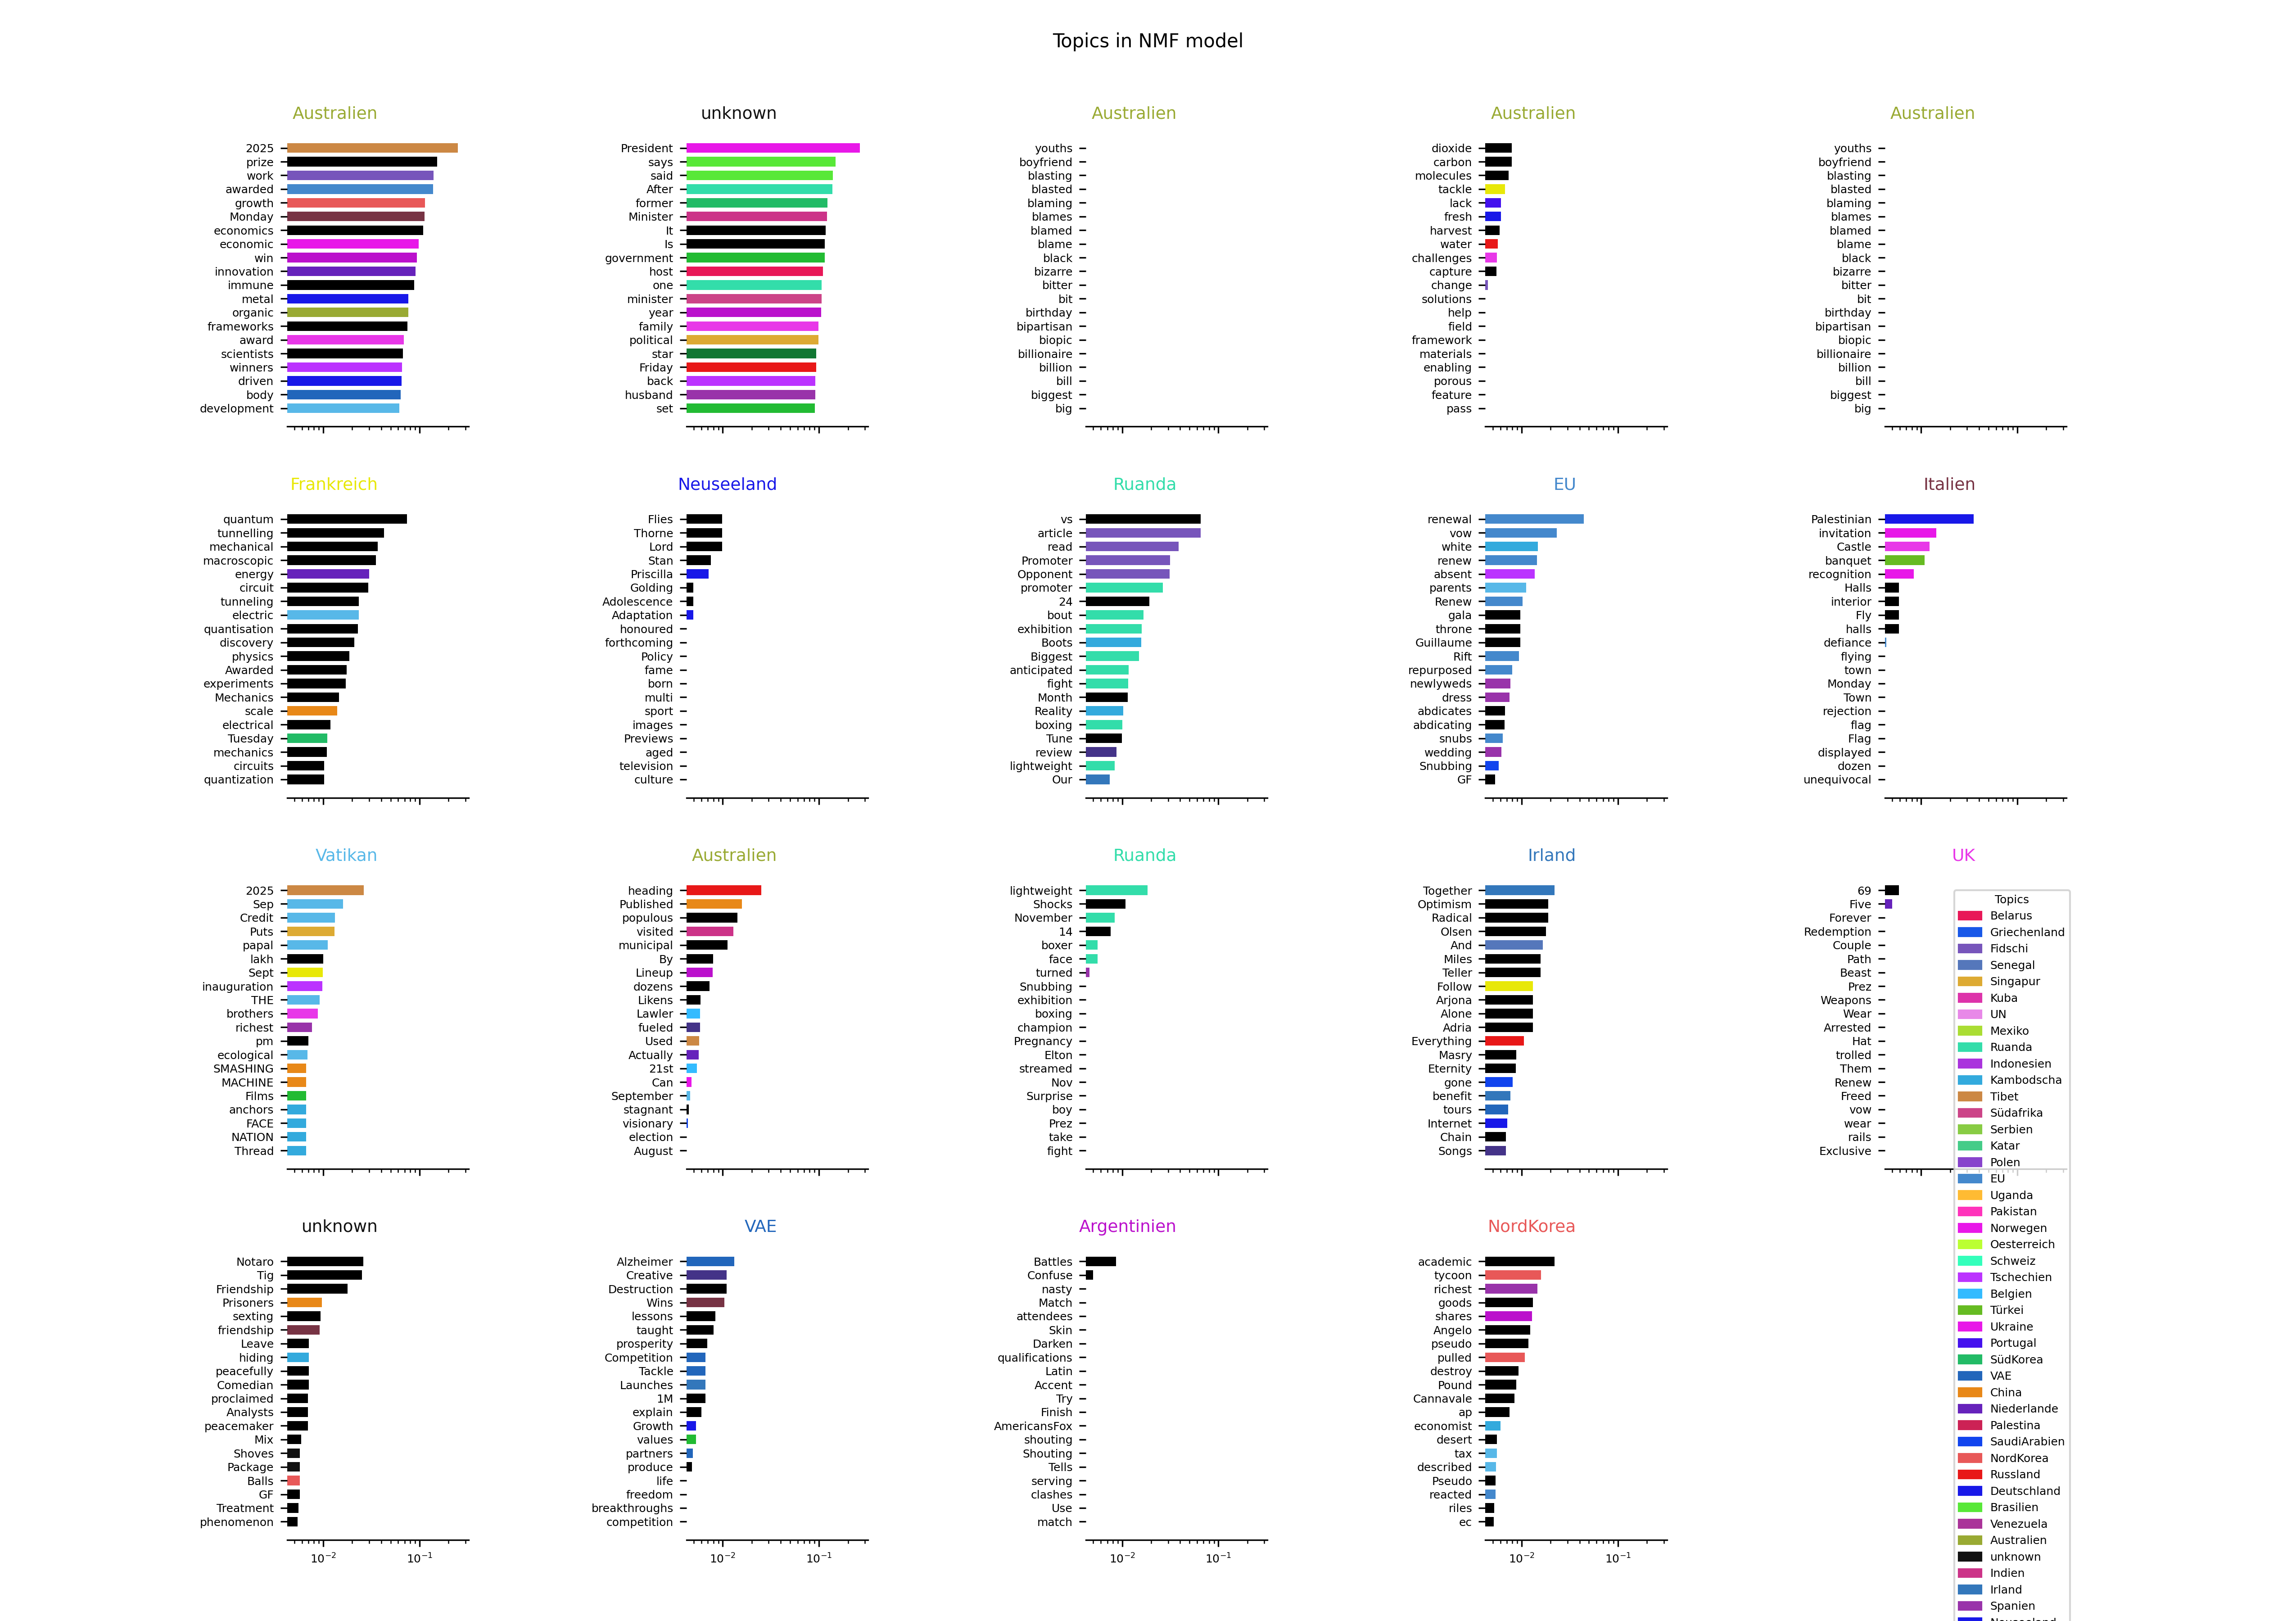 Topics in NMF model
Australien
2025
prize
work
awarded
growth
Monday
economics
economic
win
innovation
immune
metal
organic
frameworks
award
scientists
winners
driven
body
development
unknown
President
says
said
After
former
Minister
It
Is
government
host
one
minister
year
family
political
star
Friday
back
husband
set
Australien
youths
boyfriend
blasting
blasted
blaming
blames
blamed
blame
black
bizarre
bitter
bit
birthday
bipartisan
biopic
billionaire
billion
bill
biggest
big
Australien
dioxide
carbon
molecules
tackle
lack
fresh
harvest
water
challenges
capture
change
solutions
help
field
framework
materials
enabling
porous
feature
pass
Australien
youths
boyfriend
blasting
blasted
blaming
blames
blamed
blame
black
bizarre
bitter
bit
birthday
bipartisan
biopic
billionaire
billion
bill
biggest
big
Frankreich
quantum
tunnelling
mechanical
macroscopic
energy
circuit
tunneling
electric
quantisation
discovery
physics
Awarded
experiments
Mechanics
scale
electrical
Tuesday
mechanics
circuits
quantization
Neuseeland
Flies
Thorne
Lord
Stan
Priscilla
Golding
Adolescence
Adaptation
honoured
forthcoming
Policy
fame
born
multi
sport
images
Previews
aged
television
culture
Ruanda
vs
article
read
Promoter
Opponent
promoter
24
bout
exhibition
Boots
Biggest
anticipated
fight
Month
Reality
boxing
Tune
review
lightweight
Our
EU
renewal
vow
white
renew
absent
parents
Renew
gala
throne
Guillaume
Rift
repurposed
newlyweds
dress
abdicates
abdicating
snubs
wedding
Snubbing
GF
Italien
Palestinian
invitation
Castle
banquet
recognition
Halls
interior
Fly
halls
defiance
flying
town
Monday
Town
rejection
flag
Flag
displayed
dozen
unequivocal
Vatikan
2025
Sep
Credit
Puts
papal
lakh
Sept
inauguration
THE
brothers
richest
pm
ecological
SMASHING
MACHINE
Films
anchors
FACE
NATION
Thread
Australien
heading
Published
populous
visited
municipal
By
Lineup
dozens
Likens
Lawler
fueled
Used
Actually
21st
Can
September
stagnant
visionary
election
August
Ruanda
lightweight
Shocks
November
14
boxer
face
turned
Snubbing
exhibition
boxing
champion
Pregnancy
Elton
streamed
Nov
Surprise
boy
Prez
take
fight
Irland
Together
Optimism
Radical
Olsen
And
Miles
Teller
Follow
Arjona
Alone
Adria
Everything
Masry
Eternity
gone
benefit
tours
Internet
Chain
Songs
UK
69
Five
Forever
Redemption
Couple
Path
Beast
Prez
Weapons
Wear
Arrested
Hat
trolled
Them
Renew
Freed
vow
wear
rails
Exclusive
unknown
Notaro
Tig
Friendship
Prisoners
sexting
friendship
Leave
hiding
peacefully
Comedian
proclaimed
Analysts
peacemaker
Mix
Shoves
Package
Balls
GF
Treatment
phenomenon
10⁻² 10⁻¹
VAE
Alzheimer
Creative
Destruction
Wins
lessons
taught
prosperity
Competition
Tackle
Launches
1M
explain
Growth
values
partners
produce
life
freedom
breakthroughs
competition
10⁻² 10⁻¹
Argentinien
Battles
Confuse
nasty
Match
attendees
Skin
Darken
qualifications
Latin
Accent
Try
Finish
AmericansFox
shouting
Shouting
Tells
serving
clashes
Use
match
10⁻² 10⁻¹
NordKorea
academic
tycoon
richest
goods
shares
Angelo
pseudo
pulled
destroy
Pound
Cannavale
ap
economist
desert
tax
described
Pseudo
reacted
riles
ec
10⁻² 10⁻¹
Topics
Belarus
Griechenland
Fidschi
Senegal
Singapur
Kuba
UN
Mexiko
Ruanda
Indonesien
Kambodscha
Tibet
Südafrika
Serbien
Katar
Polen
EU
Uganda
Pakistan
Norwegen
Oesterreich
Schweiz
Tschechien
Belgien
Türkei
Ukraine
Portugal
SüdKorea
VAE
China
Niederlande
Palestina
SaudiArabien
NordKorea
Russland
Deutschland
Brasilien
Venezuela
Australien
unknown
Indien
Irland
Spanien